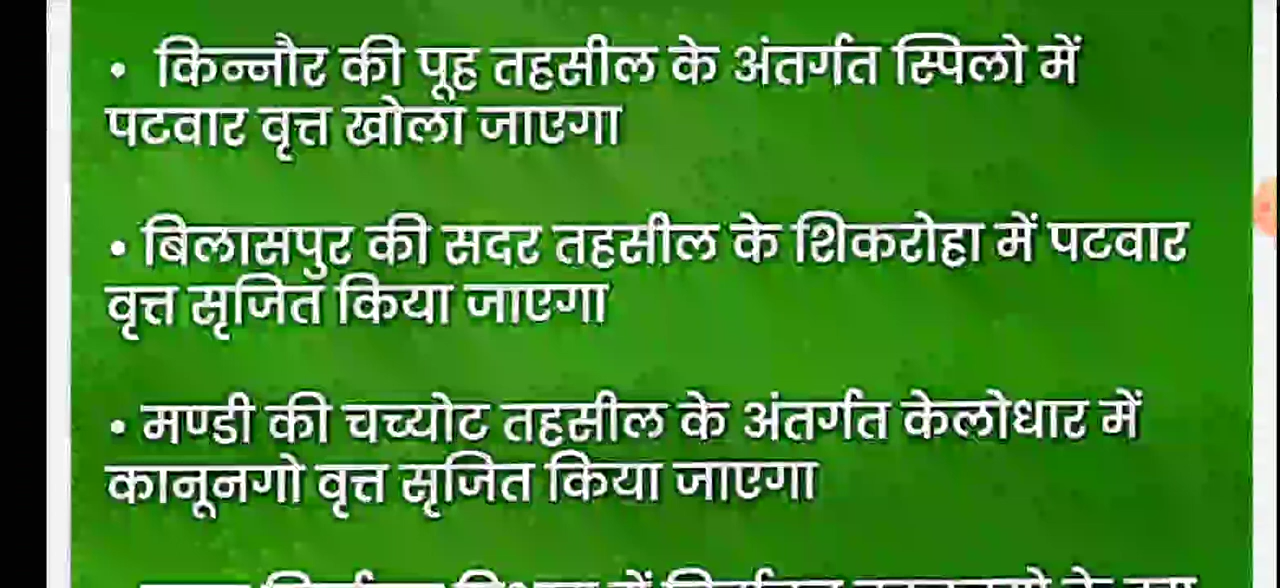 • किन्नौर की पूह तहसील के अंतर्गत स्पिलो में
पटवार वृत्त खोला जाएगा
• बिलासपुर की सदर तहसील के शिकरोहा में पटवार
वृत्त सृजित किया जाएगा
• मण्डी की चच्योट तहसील के अंतर्गत केलोधार में
कानूनगो वृत्त सृजित किया जाएगा